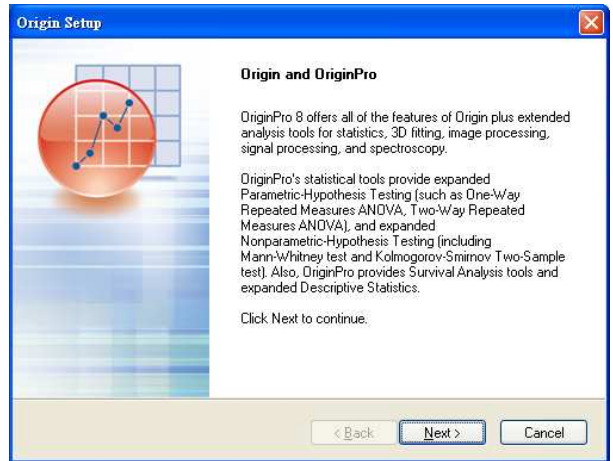 Origin Setup
Origin and OriginPro
OriginPro 8 offers all of the features of Origin plus extended
analysis tools for statistics, 3D fitting, image processing,
signal processing, and spectroscopy.
OriginPro's statistical tools provide expanded
Parametric-Hypothesis Testing (such as One-Way
Repeated Measures ANOVA, Two-Way Repeated
Measures ANOVA), and expanded
Nonparametric-Hypothesis Testing (including
Mann-Whitney test and Kolmogorov-Smirnov Two-Sample
test). Also, OriginPro provides Survival Analysis tools and
expanded Descriptive Statistics.
Click Next to continue.
< Back Next > Cancel